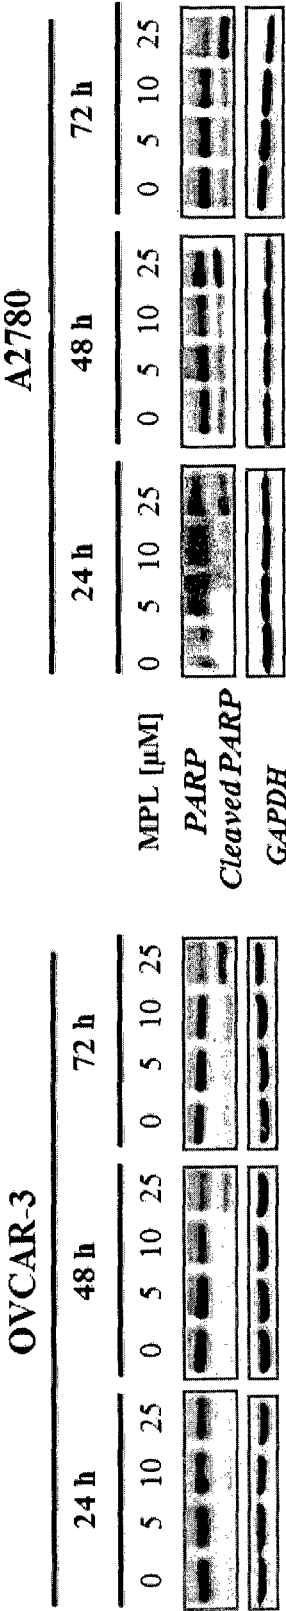 OVCAR-3
24 h 48 h 72 h
0 5 10 25 0 5 10 25 0 5 10 25
A2780
24 h 48 h 72 h
MPL [µM] 0 5 10 25 0 5 10 25 0 5 10 25
PARP
Cleaved PARP
GAPDH